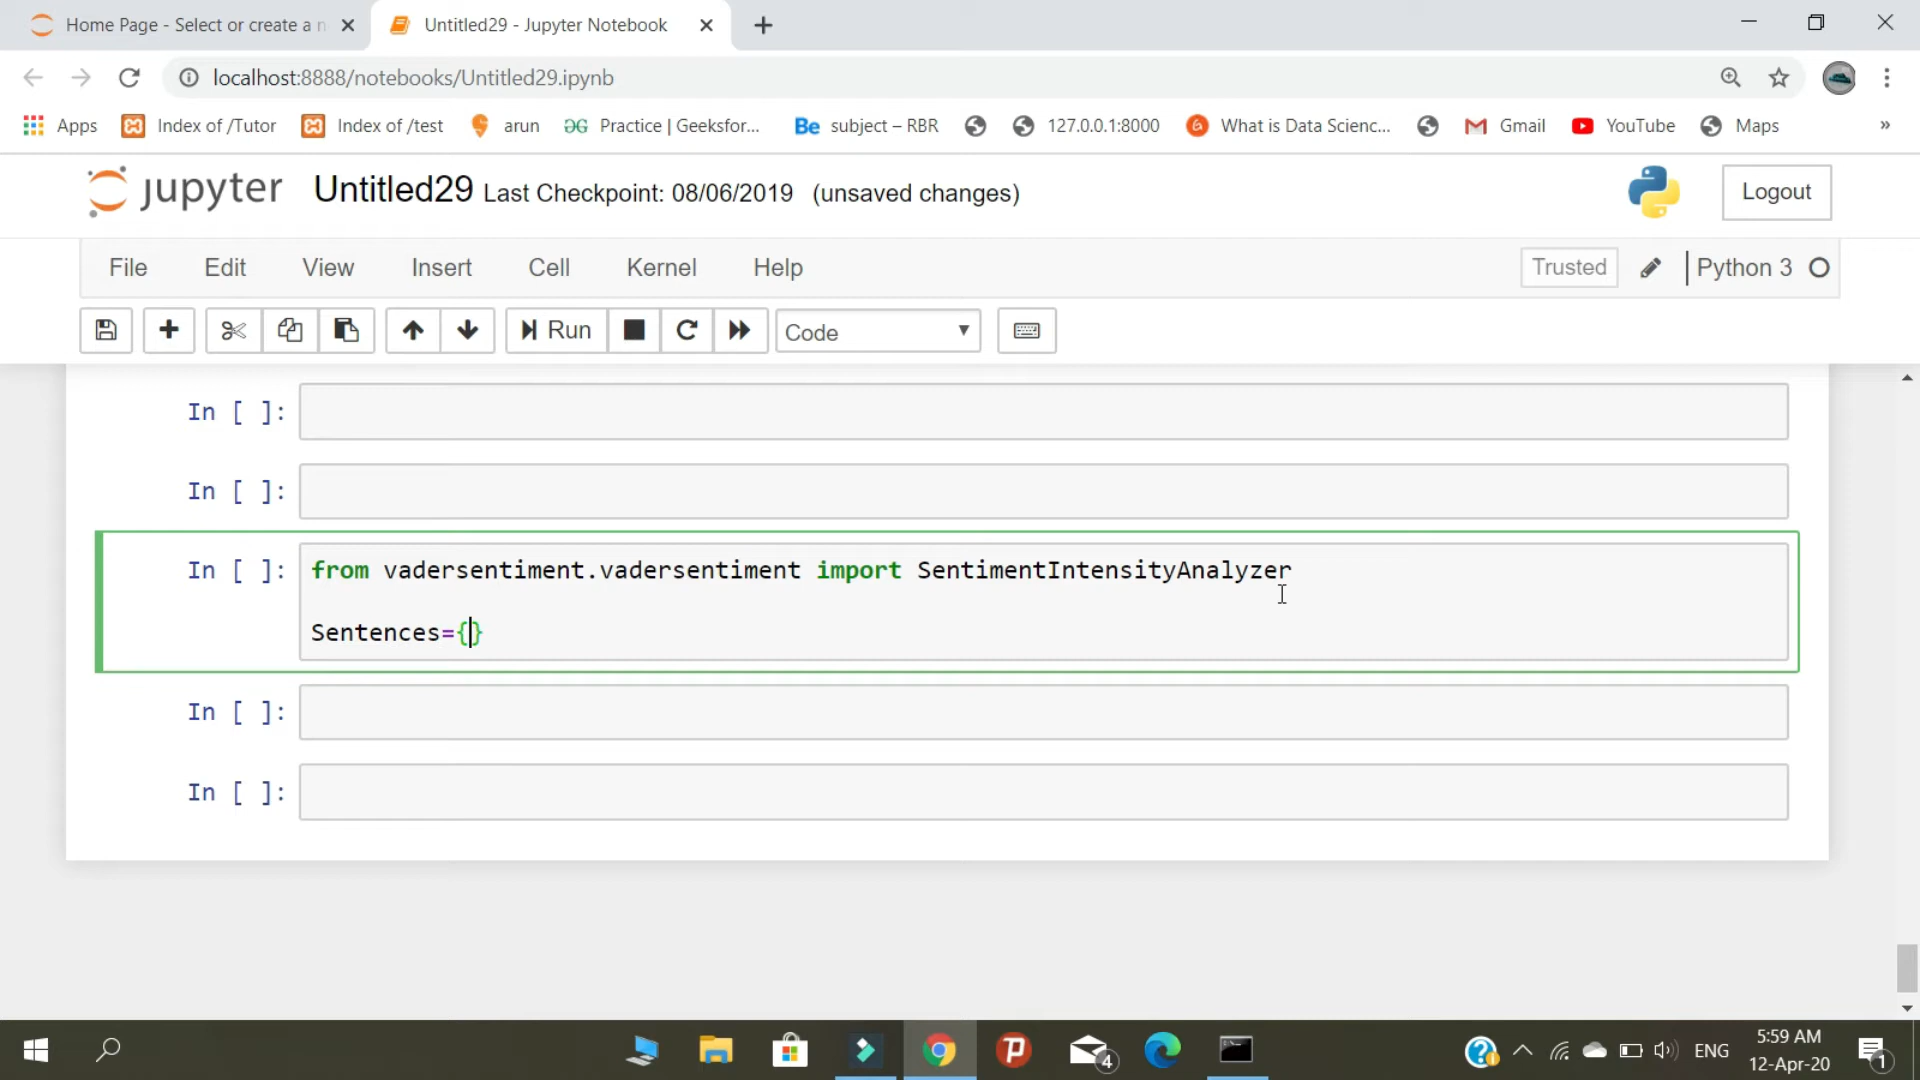 Home Page - Select or create a n
Untitled29 - Jupyter Notebook
localhost:8888/notebooks/Untitled29.ipynb
Apps Index of /Tutor Index of /test arun Practice | Geeksfor... Be subject – RBR 127.0.0.1:8000 What is Data Scienc... Gmail YouTube Maps »
jupyter Untitled29 Last Checkpoint: 08/06/2019 (unsaved changes) Logout
File Edit View Insert Cell Kernel Help Trusted Python 3
Run Code
In [ ]:
In [ ]:
In [ ]: from vadersentiment.vadersentiment import SentimentIntensityAnalyzer
Sentences={}
In [ ]:
In [ ]:
4 ENG 5:59 AM 1
12-Apr-20